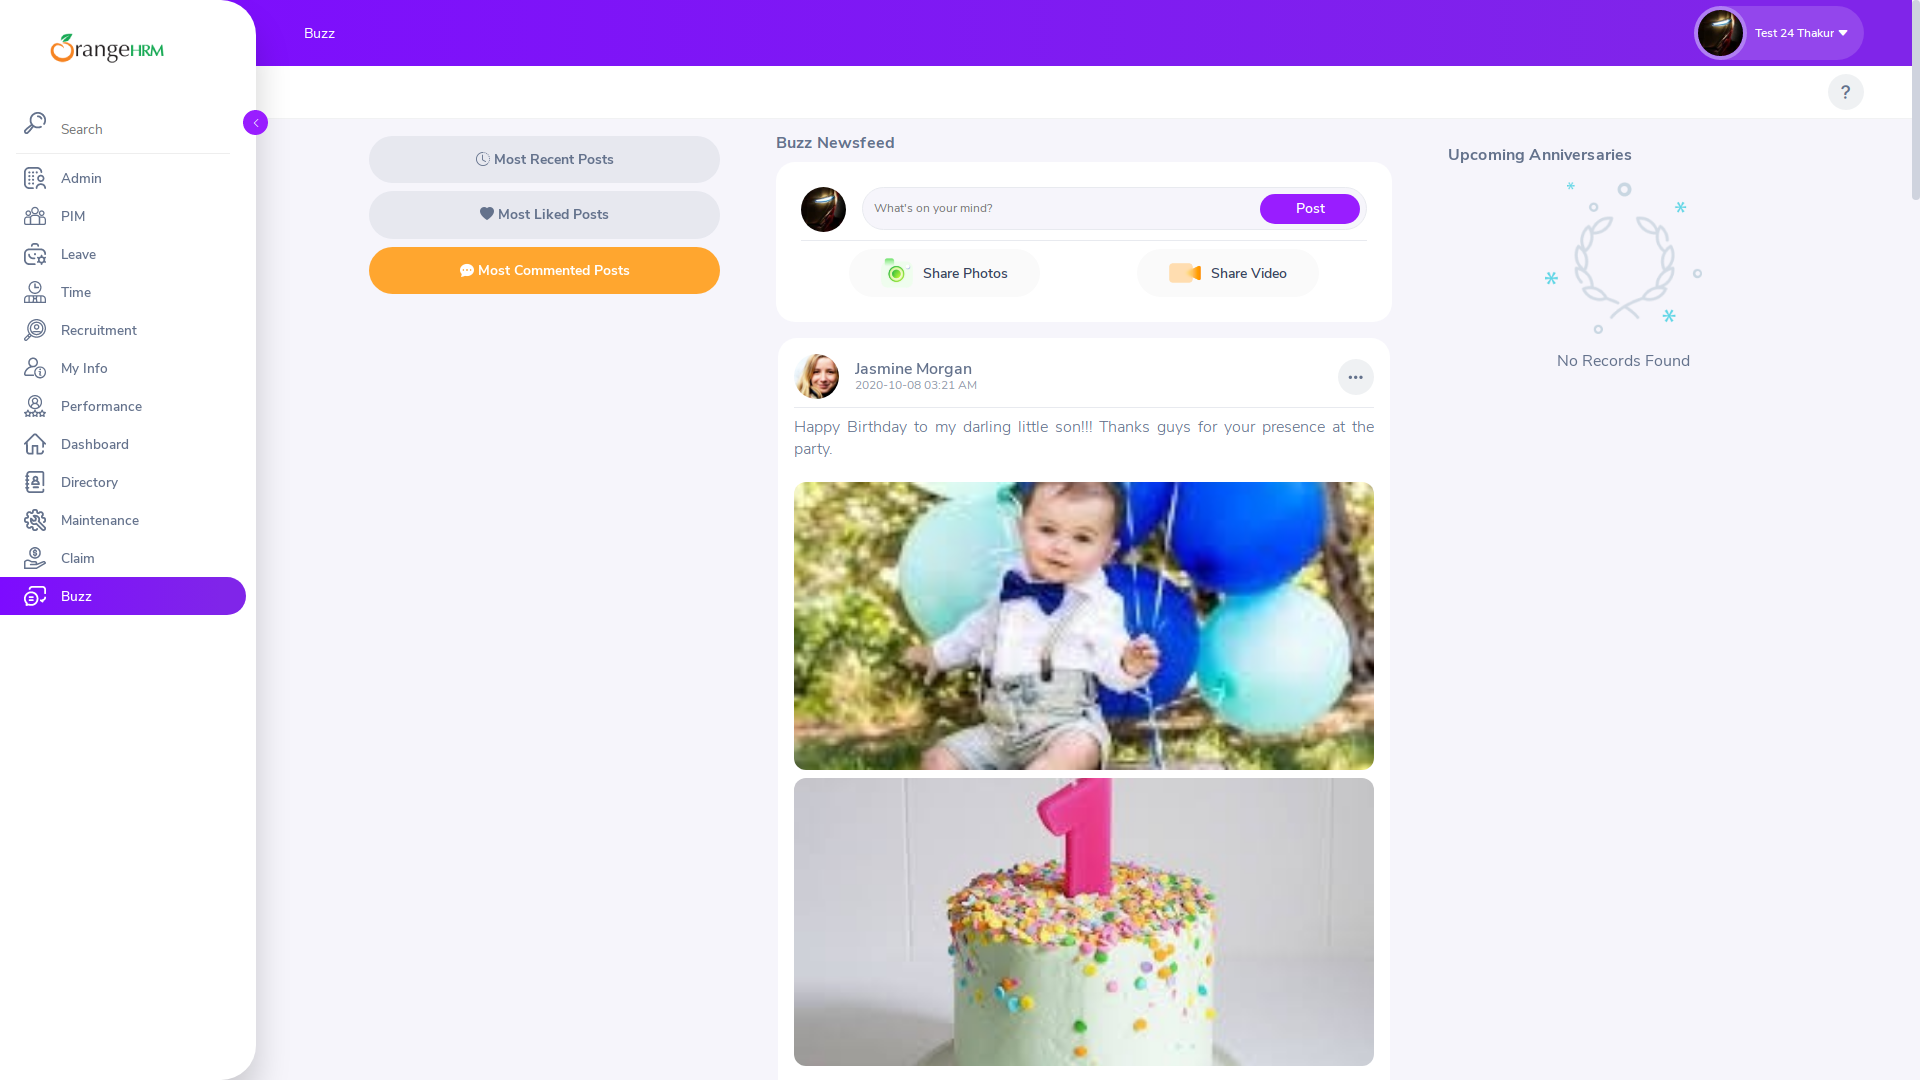 OrangeHRM
Search
Admin
PIM
Leave
Time
Recruitment
My Info
Performance
Dashboard
Directory
Maintenance
Claim
Buzz
Buzz
Test 24 Thakur
?
Most Recent Posts
Most Liked Posts
Most Commented Posts
Buzz Newsfeed
What's on your mind?
Post
Share Photos
Share Video
Jasmine Morgan
2020-10-08 03:21 AM
Happy Birthday to my darling little son!!! Thanks guys for your presence at the
party.
1
Upcoming Anniversaries
No Records Found